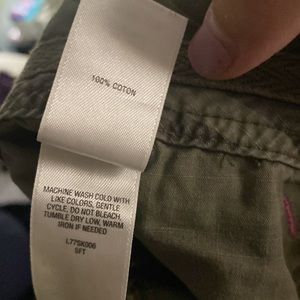 100% COTON
MACHINE WASH COLD WITH
LIKE COLORS, GENTLE
CYCLE, DO NOT BLEACH,
TUMBLE DRY LOW, WARM
IRON IF NEEDED
L77SK006
SFT